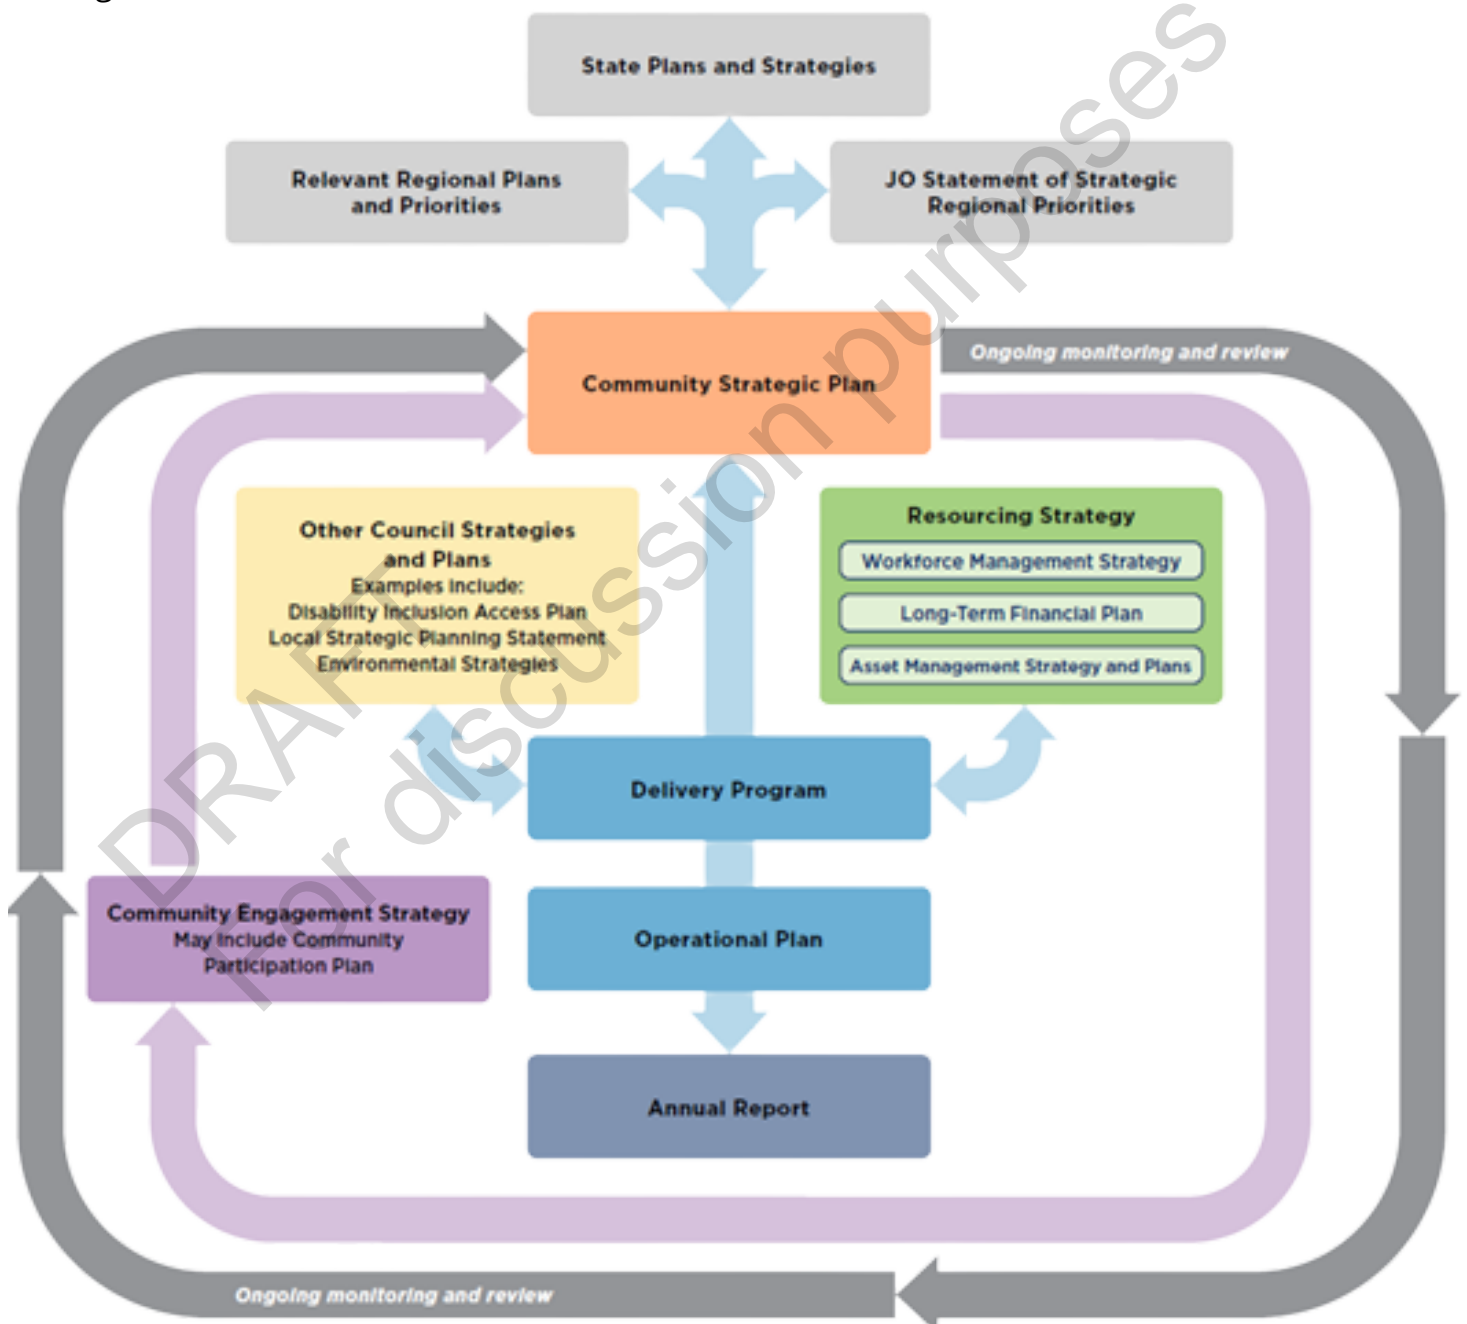 State Plans and Strategies
Relevant Regional Plans
and Priorities
JO Statement of Strategic
Regional Priorities
Ongoing monitoring and review
Community Strategic Plan
Other Council Strategies
and Plans
Examples Include:
Disability Inclusion Access Plan
Local Strategic Planning Statement
Environmental Strategies
Resourcing Strategy
Workforce Management Strategy
Long-Term Financial Plan
Asset Management Strategy and Plans
Delivery Program
Community Engagement Strategy
May Include Community
Participation Plan
Operational Plan
Annual Report
Ongoing monitoring and review
DRAFT
For discussion purposes